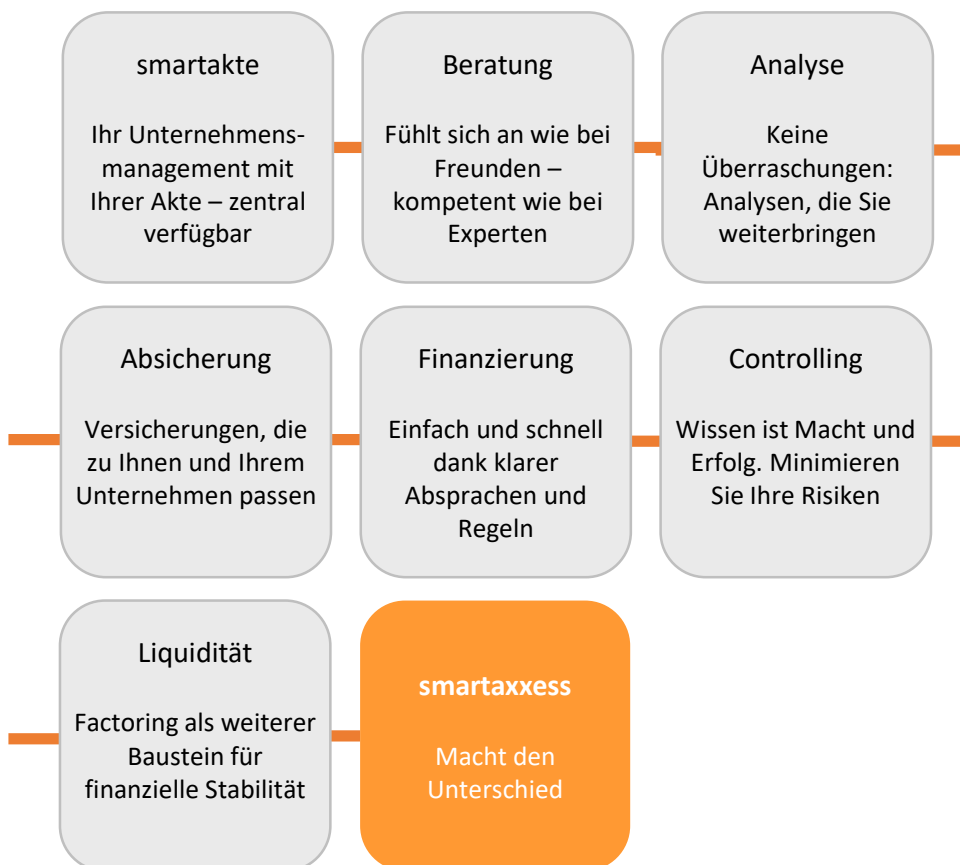 smartakte
Ihr Unternehmens-
management mit
Ihrer Akte – zentral
verfügbar
Beratung
Fühlt sich an wie bei
Freunden –
kompetent wie bei
Experten
Analyse
Keine
Überraschungen:
Analysen, die Sie
weiterbringen
Absicherung
Versicherungen, die
zu Ihnen und Ihrem
Unternehmen passen
Finanzierung
Einfach und schnell
dank klarer
Absprachen und
Regeln
Controlling
Wissen ist Macht und
Erfolg. Minimieren
Sie Ihre Risiken
Liquidität
Factoring als weiterer
Baustein für
finanzielle Stabilität
smartaxxess
Macht den
Unterschied